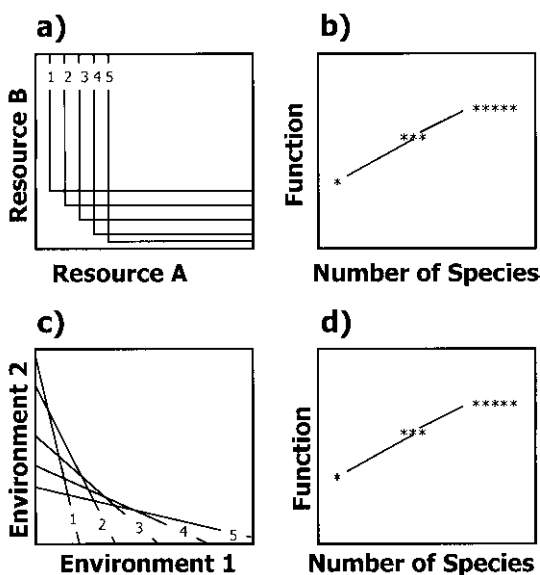 a)
1 2 3 4 5
Resource B
Resource A
b)
*
***
*****
Function
Number of Species
c)
1 2 3 4 5
Environment 2
Environment 1
d)
*
***
*****
Function
Number of Species